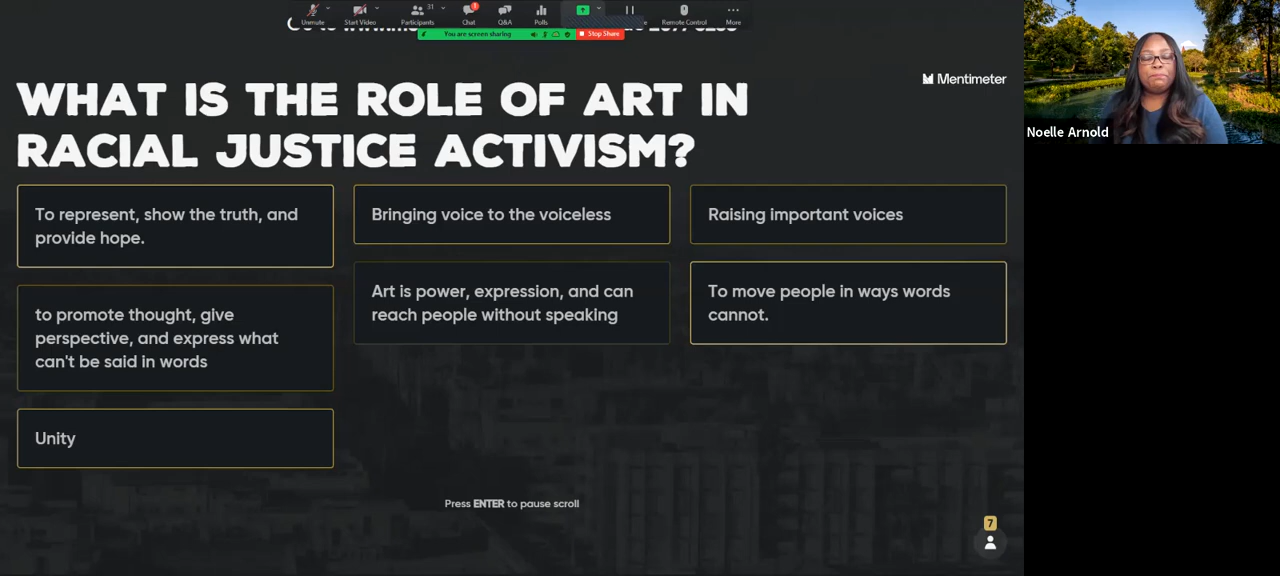 31
1
Unmute
Start Video
Participants
Chat
Q&A
Polls
Remote Control
More
You are screen sharing
Stop Share
Mentimeter
WHAT IS THE ROLE OF ART IN
RACIAL JUSTICE ACTIVISM?
Noelle Arnold
To represent, show the truth, and
provide hope.
Bringing voice to the voiceless
Raising important voices
to promote thought, give
perspective, and express what
can't be said in words
Art is power, expression, and can
reach people without speaking
To move people in ways words
cannot.
Unity
Press ENTER to pause scroll
7